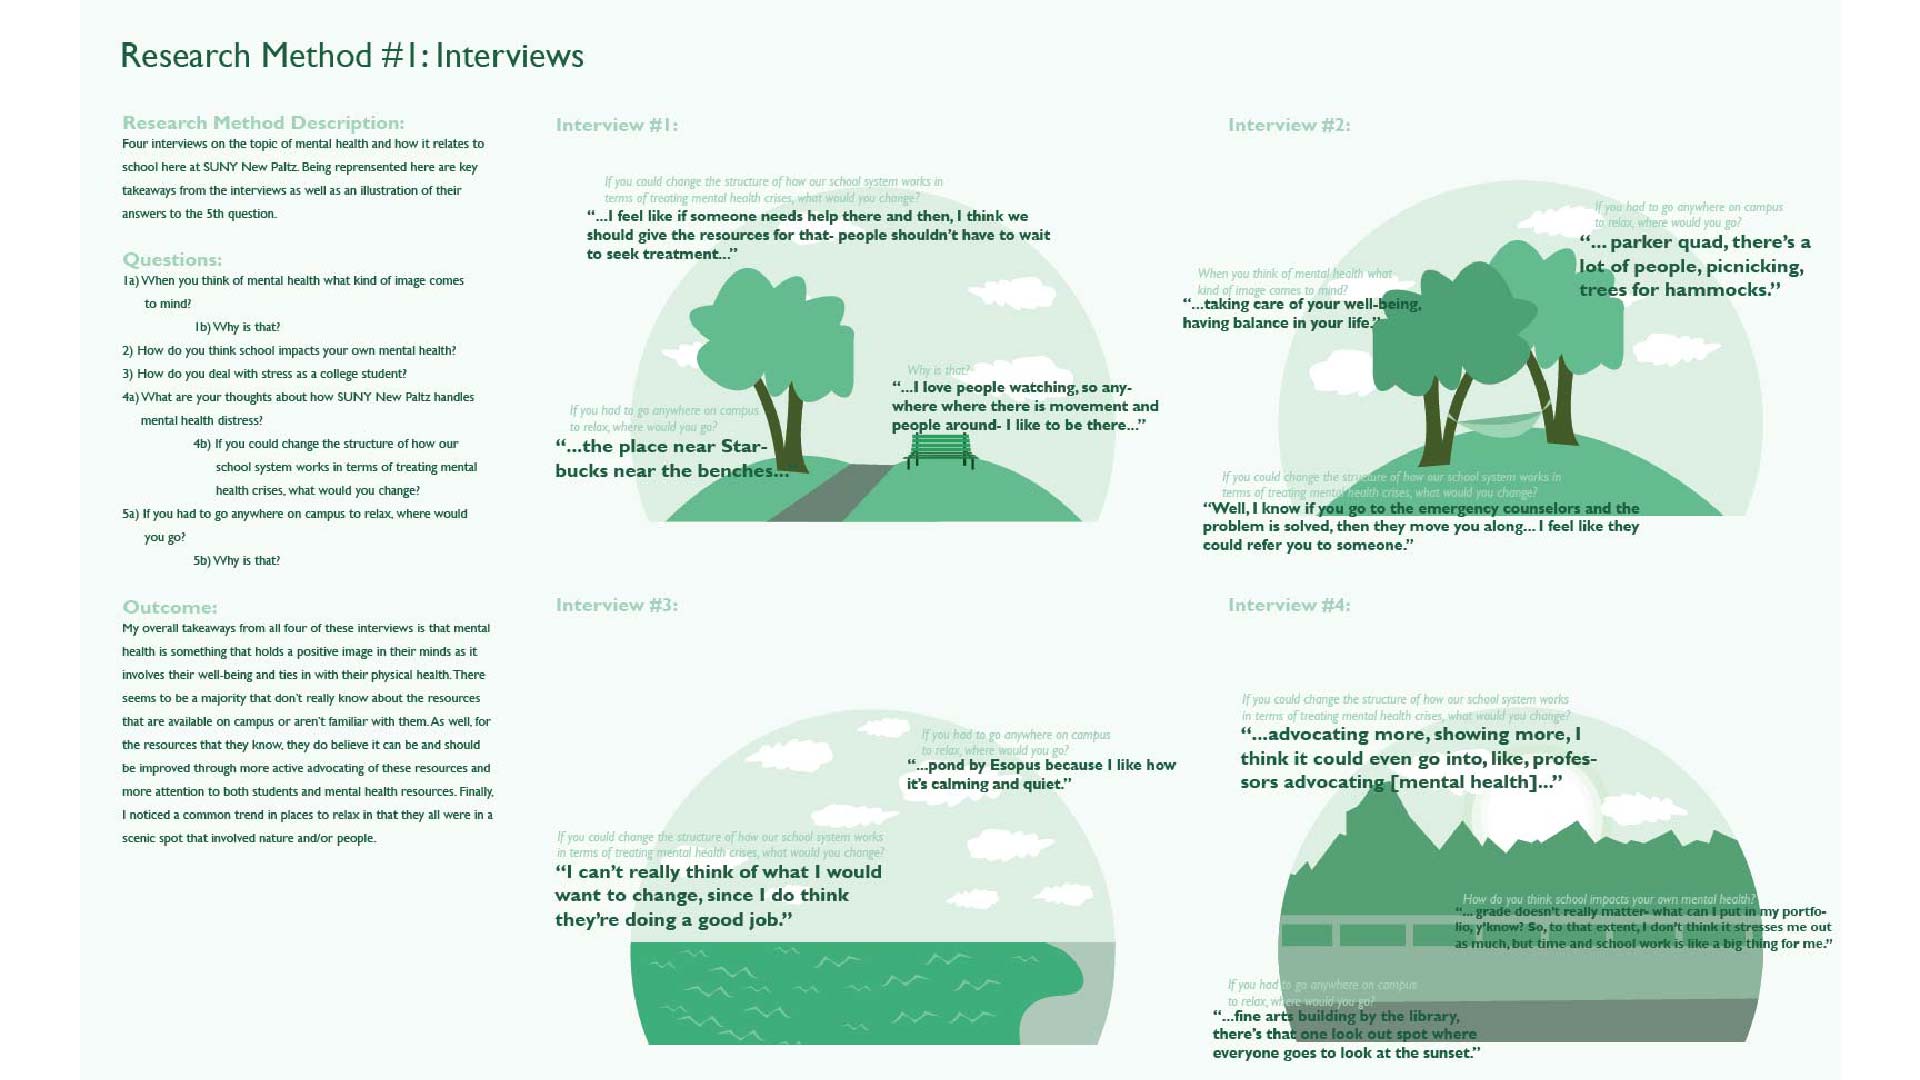 Research Method #1: Interviews
Research Method Description:
Four interviews on the topic of mental health and how it relates to
school here at SUNY New Paltz. Being reprensented here are key
takeaways from the interviews as well as an illustration of their
answers to the 5th question.
Questions:
1a) When you think of mental health what kind of image comes
to mind?
1b) Why is that?
2) How do you think school impacts your own mental health?
3) How do you deal with stress as a college student?
4a) What are your thoughts about how SUNY New Paltz handles
mental health distress?
4b) If you could change the structure of how our
school system works in terms of treating mental
health crises, what would you change?
5a) If you had to go anywhere on campus to relax, where would
you go?
5b) Why is that?
Outcome:
My overall takeaways from all four of these interviews is that mental
health is something that holds a positive image in their minds as it
involves their well-being and ties in with their physical health. There
seems to be a majority that don't really know about the resources
that are available on campus or aren't familiar with them. As well, for
the resources that they know, they do believe it can be and should
be improved through more active advocating of these resources and
more attention to both students and mental health resources. Finally,
I noticed a common trend in places to relax in that they all were in a
scenic spot that involved nature and/or people.
Interview #1:
If you could change the structure of how our school system works in
terms of treating mental health crises, what would you change?
“...I feel like if someone needs help there and then, I think we
should give the resources for that- people shouldn't have to wait
to seek treatment...”
Why is that?
“...I love people watching, so any-
where where there is movement and
people around- I like to be there...”
If you had to go anywhere on campus
to relax, where would you go?
“...the place near Star-
bucks near the benches...”
Interview #2:
If you had to go anywhere on campus
to relax, where would you go?
“... parker quad, there's a
lot of people, picnicking,
trees for hammocks.”
When you think of mental health what
kind of image comes to mind?
“...taking care of your well-being,
having balance in your life.”
If you could change the structure of how our school system works in
terms of treating mental health crises, what would you change?
“Well, I know if you go to the emergency counselors and the
problem is solved, then they move you along... I feel like they
could refer you to someone.”
Interview #3:
If you had to go anywhere on campus
to relax, where would you go?
“...pond by Esopus because I like how
it's calming and quiet.”
If you could change the structure of how our school system works
in terms of treating mental health crises, what would you change?
“I can't really think of what I would
want to change, since I do think
they're doing a good job.”
Interview #4:
If you could change the structure of how our school system works
in terms of treating mental health crises, what would you change?
“...advocating more, showing more, I
think it could even go into, like, profes-
sors advocating [mental health]...”
How do you think school impacts your own mental health?
“... grade doesn't really matter- what can I put in my portfo-
lio, y'know? So, to that extent, I don't think it stresses me out
as much, but time and school work is like a big thing for me.”
If you had to go anywhere on campus
to relax, where would you go?
“...fine arts building by the library,
there's that one look out spot where
everyone goes to look at the sunset.”